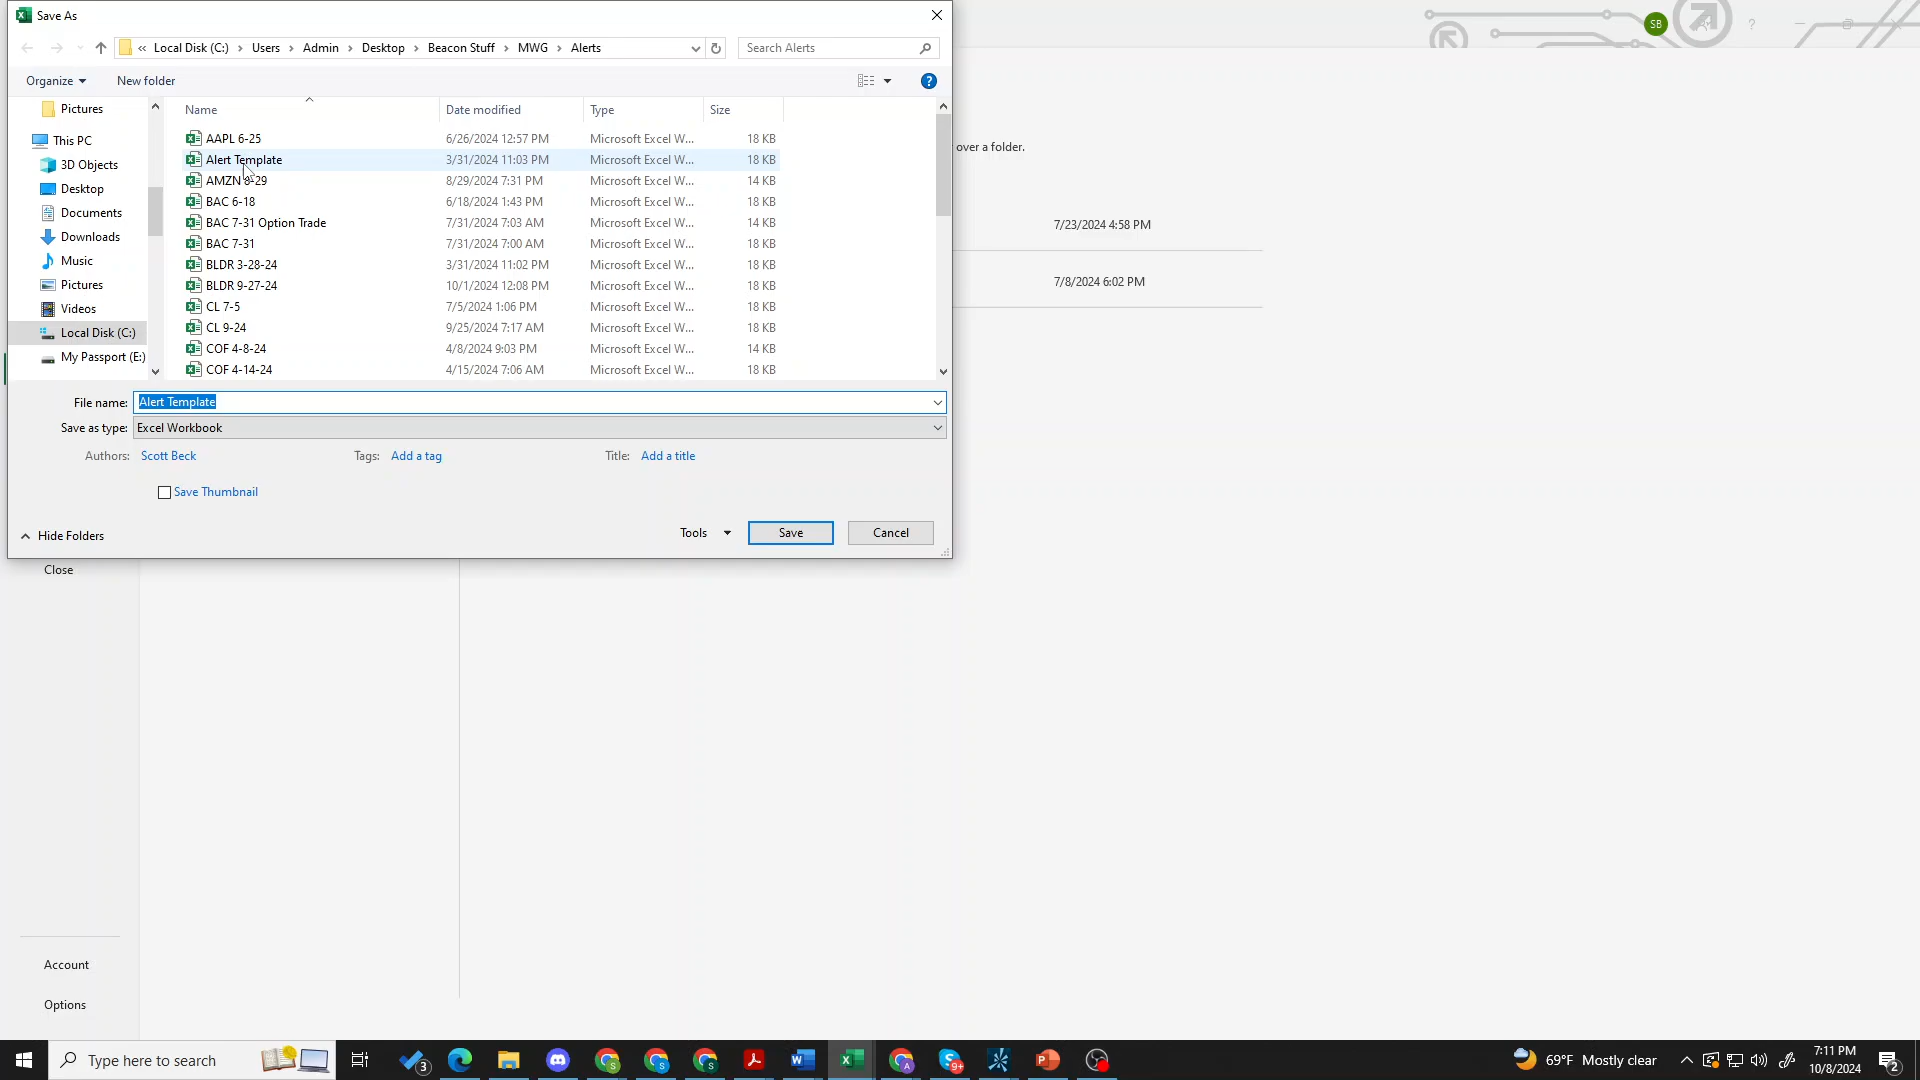 Save As
SB
?
« Local Disk (C:) › Users › Admin › Desktop › Beacon Stuff › MWG › Alerts
Search Alerts
Organize
New folder
?
Pictures
This PC
3D Objects
Desktop
Documents
Downloads
Music
Pictures
Videos
Local Disk (C:)
My Passport (E:)
Name Date modified Type Size
AAPL 6-25 6/26/2024 12:57 PM Microsoft Excel W... 18 KB
Alert Template 3/31/2024 11:03 PM Microsoft Excel W... 18 KB
AMZN 8-29 8/29/2024 7:31 PM Microsoft Excel W... 14 KB
BAC 6-18 6/18/2024 1:43 PM Microsoft Excel W... 18 KB
BAC 7-31 Option Trade 7/31/2024 7:03 AM Microsoft Excel W... 14 KB
BAC 7-31 7/31/2024 7:00 AM Microsoft Excel W... 18 KB
BLDR 3-28-24 3/31/2024 11:02 PM Microsoft Excel W... 18 KB
BLDR 9-27-24 10/1/2024 12:08 PM Microsoft Excel W... 18 KB
CL 7-5 7/5/2024 1:06 PM Microsoft Excel W... 18 KB
CL 9-24 9/25/2024 7:17 AM Microsoft Excel W... 18 KB
COF 4-8-24 4/8/2024 9:03 PM Microsoft Excel W... 14 KB
COF 4-14-24 4/15/2024 7:06 AM Microsoft Excel W... 18 KB
over a folder.
7/23/2024 4:58 PM
7/8/2024 6:02 PM
File name: Alert Template
Save as type: Excel Workbook
Authors: Scott Beck
Tags: Add a tag
Title: Add a title
Save Thumbnail
Hide Folders
Tools
Save
Cancel
Close
Account
Options
Type here to search
3
S
S
S
A
9+
69°F Mostly clear
7:11 PM
10/8/2024
2